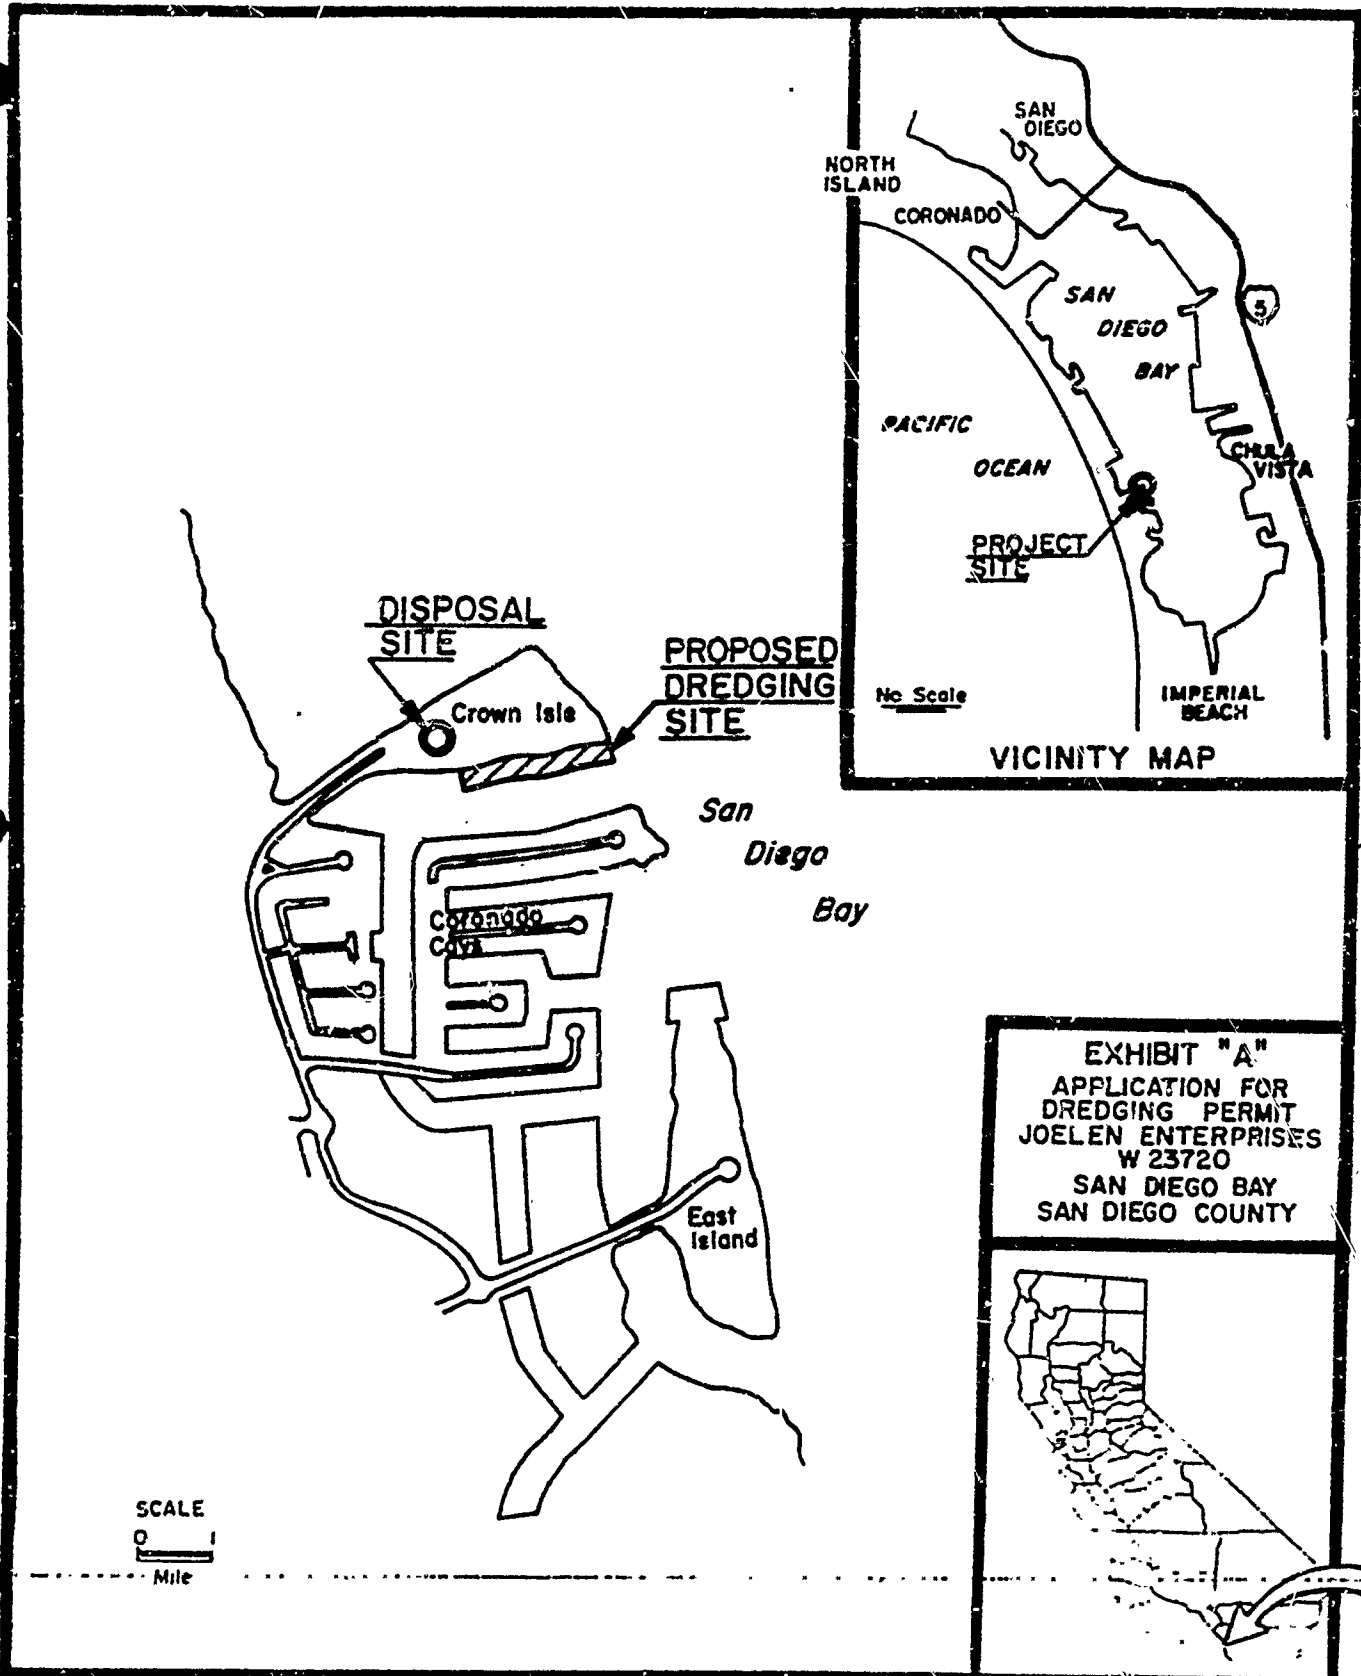 SAN
DIEGO
NORTH
ISLAND
CORONADO
SAN
DIEGO
BAY
5
PACIFIC
OCEAN
CHULA
VISTA
PROJECT
SITE
No Scale
IMPERIAL
BEACH
VICINITY MAP
DISPOSAL
SITE
PROPOSED
DREDGING
SITE
Crown Isle
San
Diego
Bay
Coronado
Cays
East
Island
EXHIBIT "A"
APPLICATION FOR
DREDGING PERMIT
JOELEN ENTERPRISES
W 23720
SAN DIEGO BAY
SAN DIEGO COUNTY
SCALE
0 1
Mile